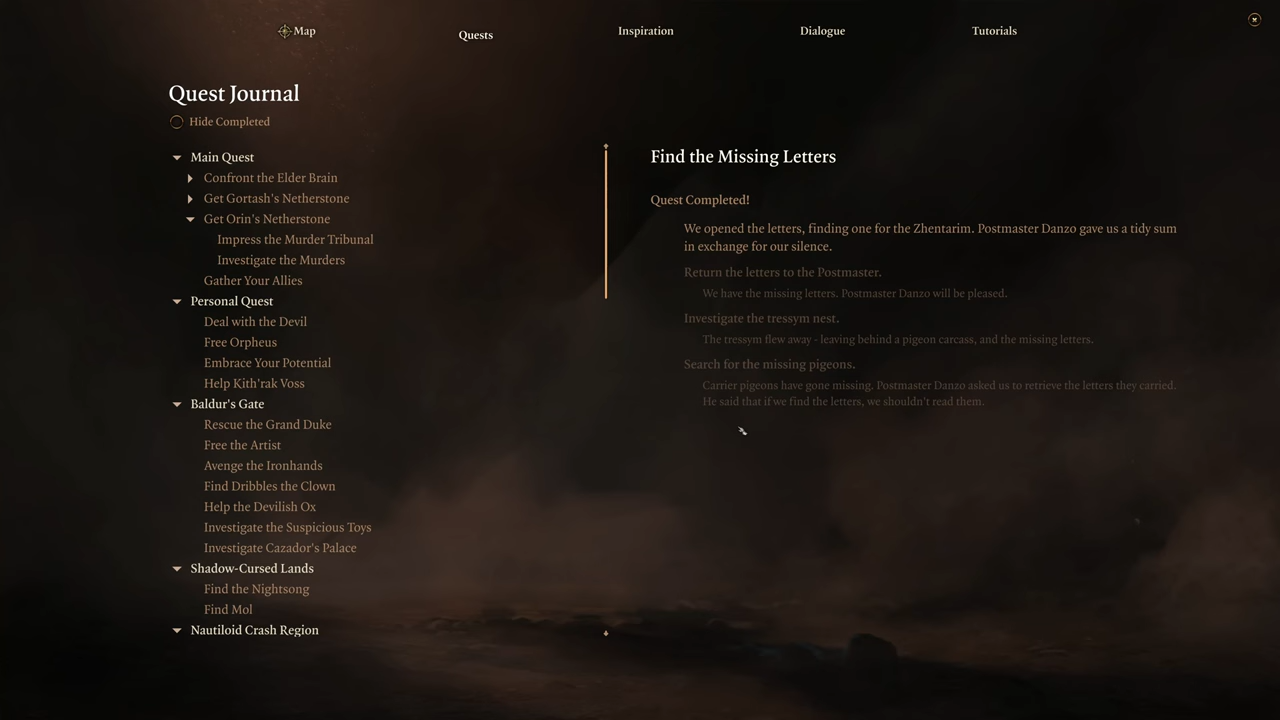 Map
Quests
Inspiration
Dialogue
Tutorials
Quest Journal
Hide Completed
Main Quest
Confront the Elder Brain
Get Gortash's Netherstone
Get Orin's Netherstone
Impress the Murder Tribunal
Investigate the Murders
Gather Your Allies
Personal Quest
Deal with the Devil
Free Orpheus
Embrace Your Potential
Help Kith'rak Voss
Baldur's Gate
Rescue the Grand Duke
Free the Artist
Avenge the Ironhands
Find Dribbles the Clown
Help the Devilish Ox
Investigate the Suspicious Toys
Investigate Cazador's Palace
Shadow-Cursed Lands
Find the Nightsong
Find Mol
Nautiloid Crash Region
Find the Missing Letters
Quest Completed!
We opened the letters, finding one for the Zhentarim. Postmaster Danzo gave us a tidy sum
in exchange for our silence.
Return the letters to the Postmaster.
We have the missing letters. Postmaster Danzo will be pleased.
Investigate the tressym nest.
The tressym flew away - leaving behind a pigeon carcass, and the missing letters.
Search for the missing pigeons.
Carrier pigeons have gone missing. Postmaster Danzo asked us to retrieve the letters they carried.
He said that if we find the letters, we shouldn't read them.